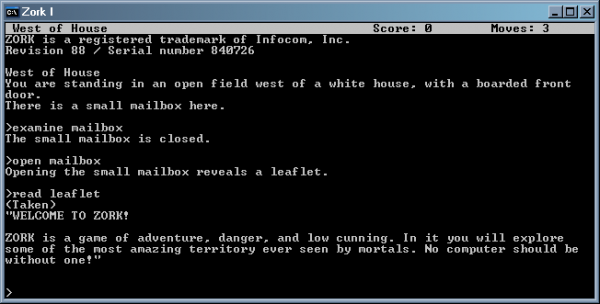 C:\ Zork I
West of House Score: 0 Moves: 3
ZORK is a registered trademark of Infocom, Inc.
Revision 88 / Serial number 840726
West of House
You are standing in an open field west of a white house, with a boarded front
door.
There is a small mailbox here.
>examine mailbox
The small mailbox is closed.
>open mailbox
Opening the small mailbox reveals a leaflet.
>read leaflet
(Taken)
"WELCOME TO ZORK!
ZORK is a game of adventure, danger, and low cunning. In it you will explore
some of the most amazing territory ever seen by mortals. No computer should be
without one!"
>